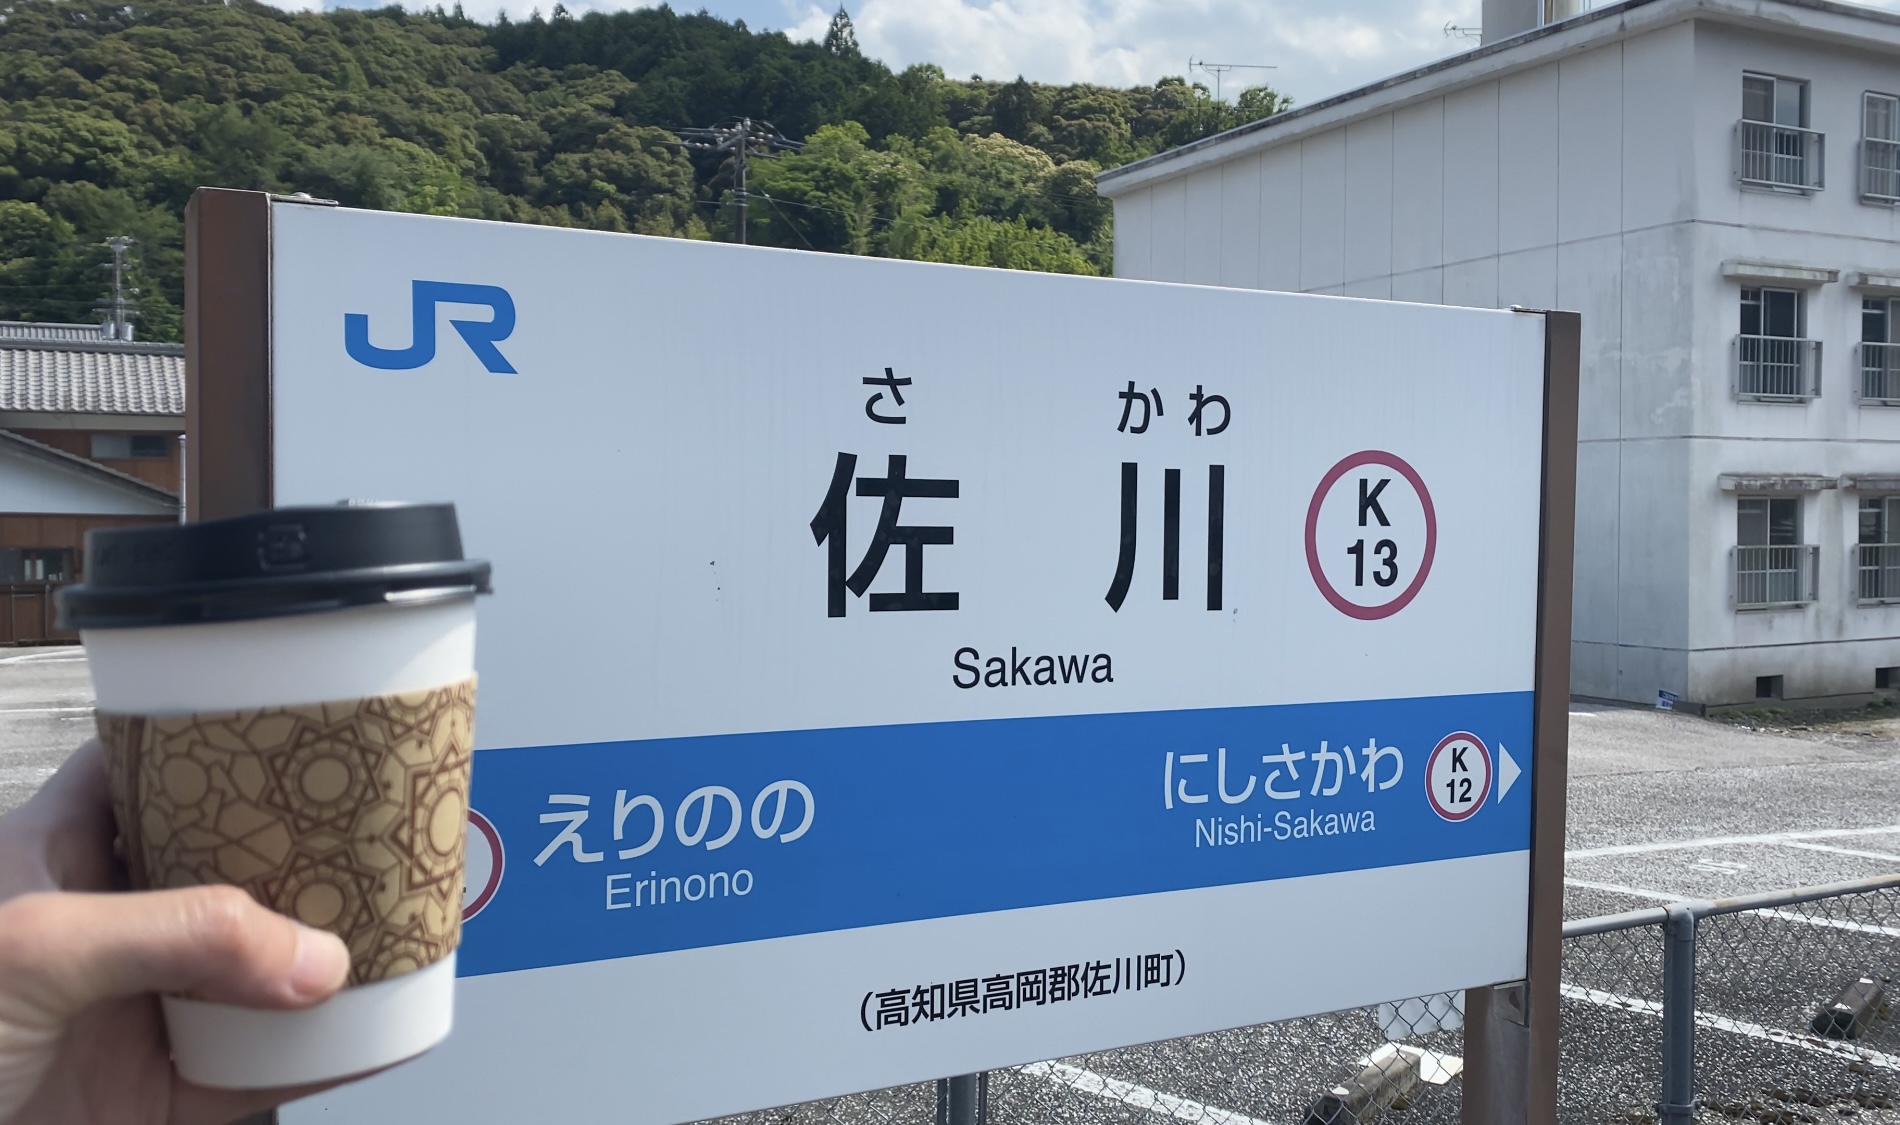 JR
さ かわ
佐川
K
13
Sakawa
えりのの
Erinono
にしさかわ
Nishi-Sakawa
K
12
(高知県高岡郡佐川町)